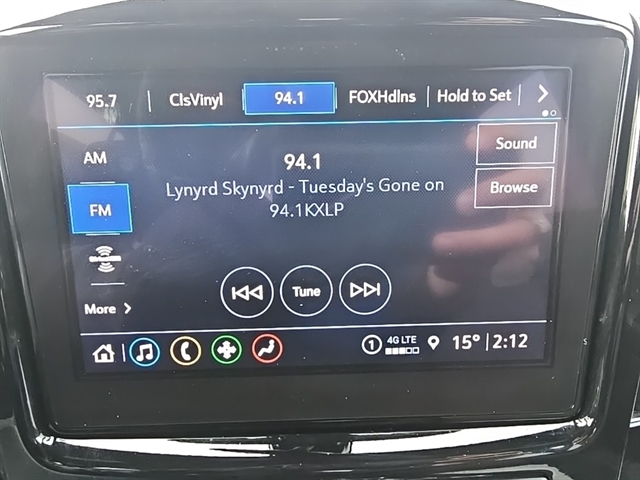 95.7 ClsVinyl 94.1 FOXHdlns Hold to Set
AM
94.1
Sound
Lynyrd Skynyrd - Tuesday's Gone on
94.1KXLP
Browse
FM
Tune
More
1 4G LTE 15° 2:12